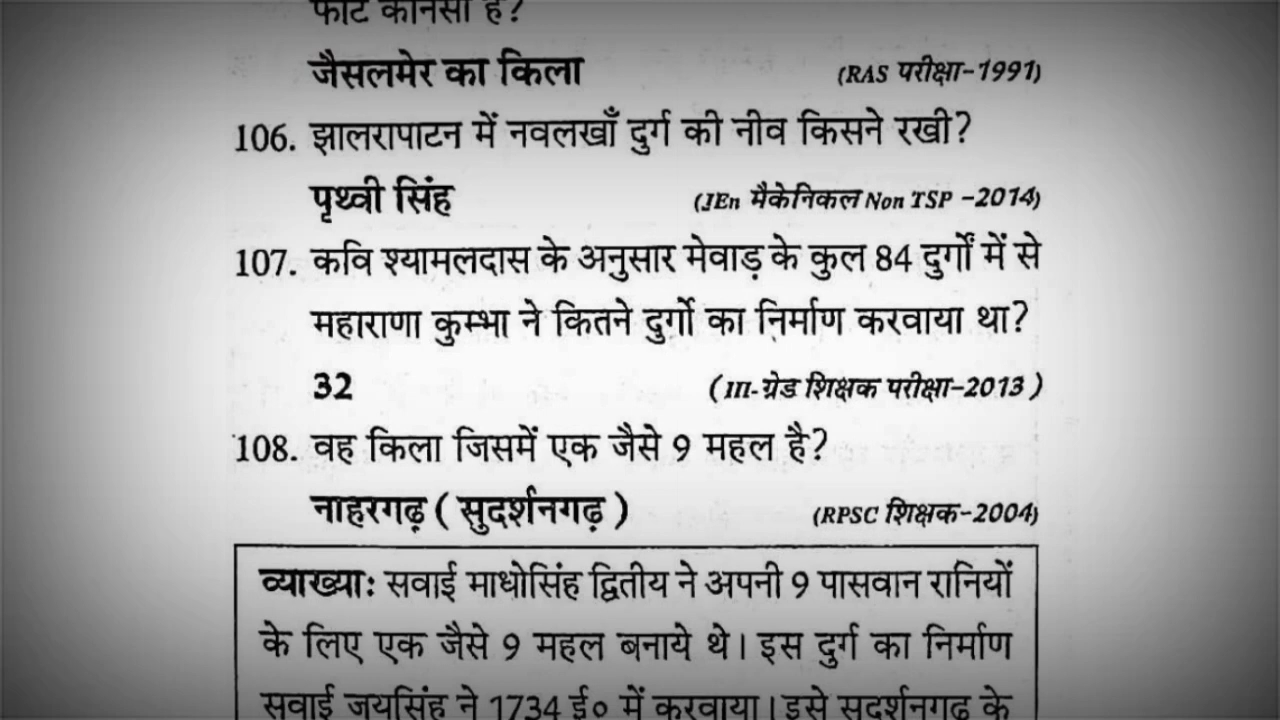 फोर्ट कौनसा है?
जैसलमेर का किला (RAS परीक्षा-1991)
106. झालरापाटन में नवलखाँ दुर्ग की नीव किसने रखी?
पृथ्वी सिंह (JEn मैकेनिकल Non TSP -2014)
107. कवि श्यामलदास के अनुसार मेवाड़ के कुल 84 दुर्गों में से
महाराणा कुम्भा ने कितने दुर्गो का निर्माण करवाया था?
32 (III-ग्रेड शिक्षक परीक्षा-2013 )
108. वह किला जिसमें एक जैसे 9 महल है?
नाहरगढ़ ( सुदर्शनगढ़ ) (RPSC शिक्षक-2004)
व्याख्याः सवाई माधोसिंह द्वितीय ने अपनी 9 पासवान रानियों
के लिए एक जैसे 9 महल बनाये थे। इस दुर्ग का निर्माण
सवाई जयसिंह ने 1734 ई० में करवाया। इसे सुदर्शनगढ़ के